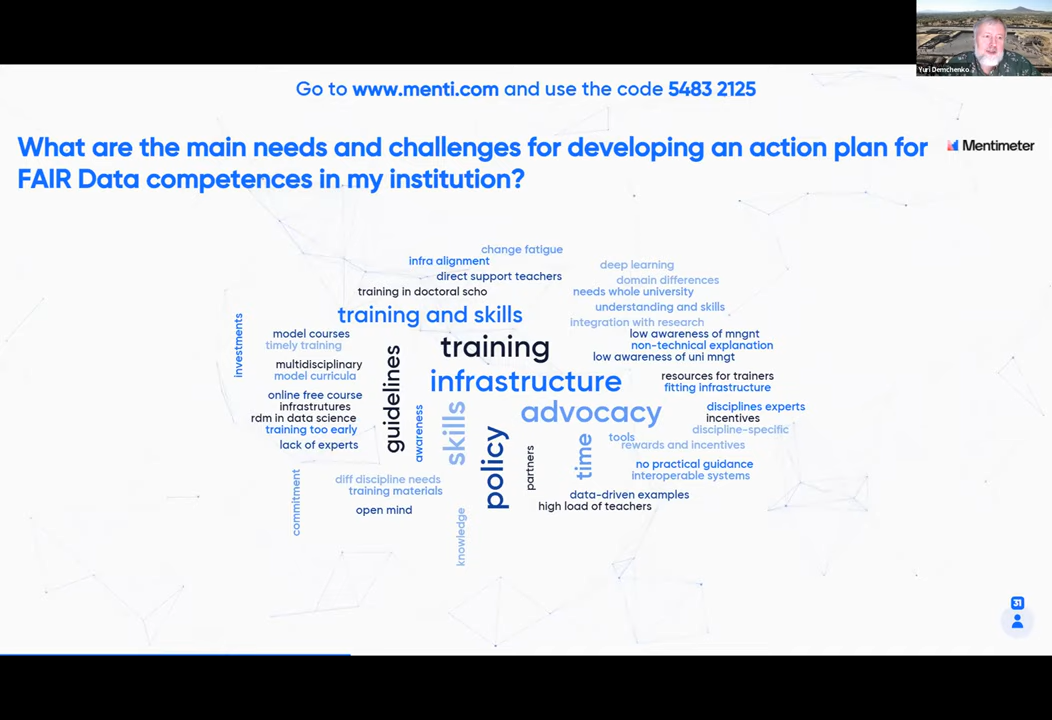 Yuri Demchenko
Go to www.menti.com and use the code 5483 2125
What are the main needs and challenges for developing an action plan for
FAIR Data competences in my institution?
Mentimeter
change fatigue
infra alignment
deep learning
direct support teachers
domain differences
training in doctoral scho
needs whole university
training and skills
understanding and skills
integration with research
investments
model courses
low awareness of mngnt
timely training
training
non-technical explanation
guidelines
low awareness of uni mngt
multidisciplinary
model curricula
infrastructure
resources for trainers
fitting infrastructure
online free course
infrastrutures
awareness
skills
advocacy
disciplines experts
rdm in data science
incentives
training too early
discipline-specific
lack of experts
policy
time
tools
rewards and incentives
partners
no practical guidance
commitment
diff discipline needs
interoperable systems
training materials
data-driven examples
open mind
high load of teachers
knowledge
31